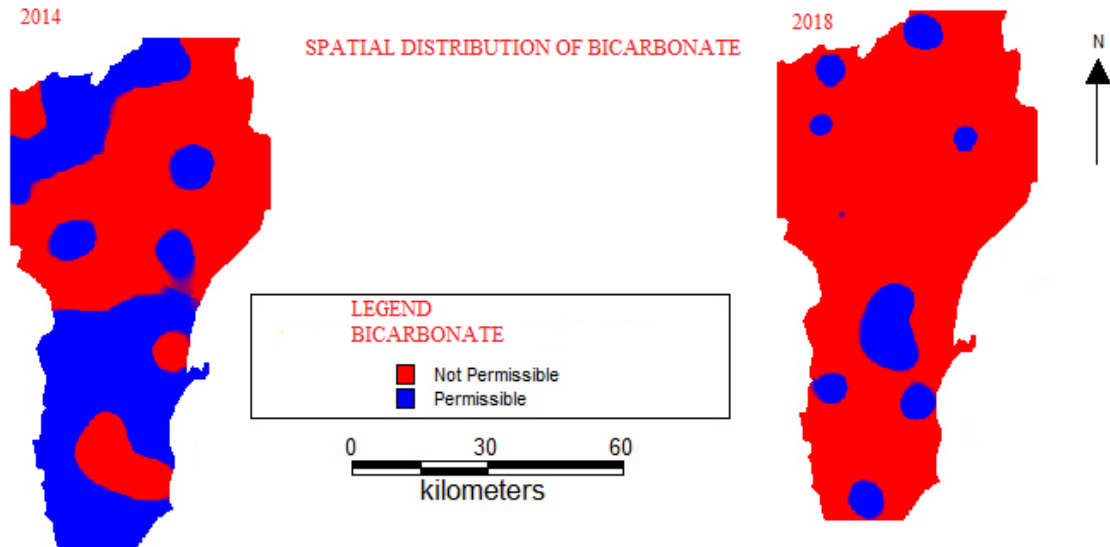 2014
SPATIAL DISTRIBUTION OF BICARBONATE
2018
N
LEGEND
BICARBONATE
Not Permissible
Permissible
0 30 60
kilometers